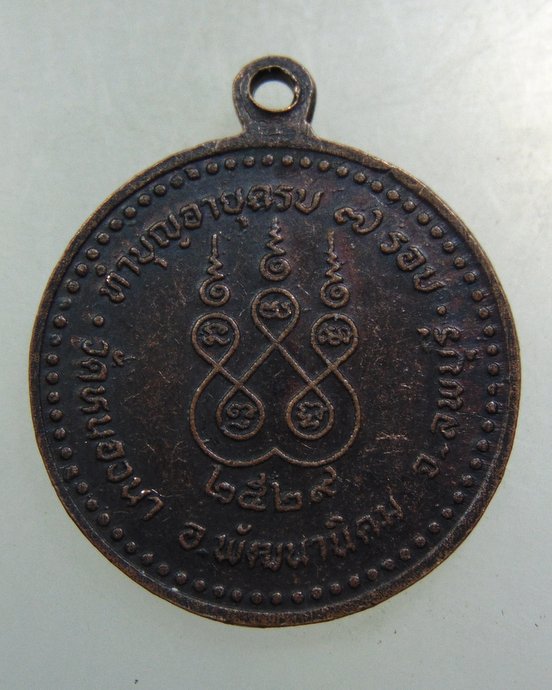 ทำบุญอายุครบ ๗ รอบ
๒๕๒๙
วัดหนองนา อ.พัฒนานิคม จ.ลพบุรี